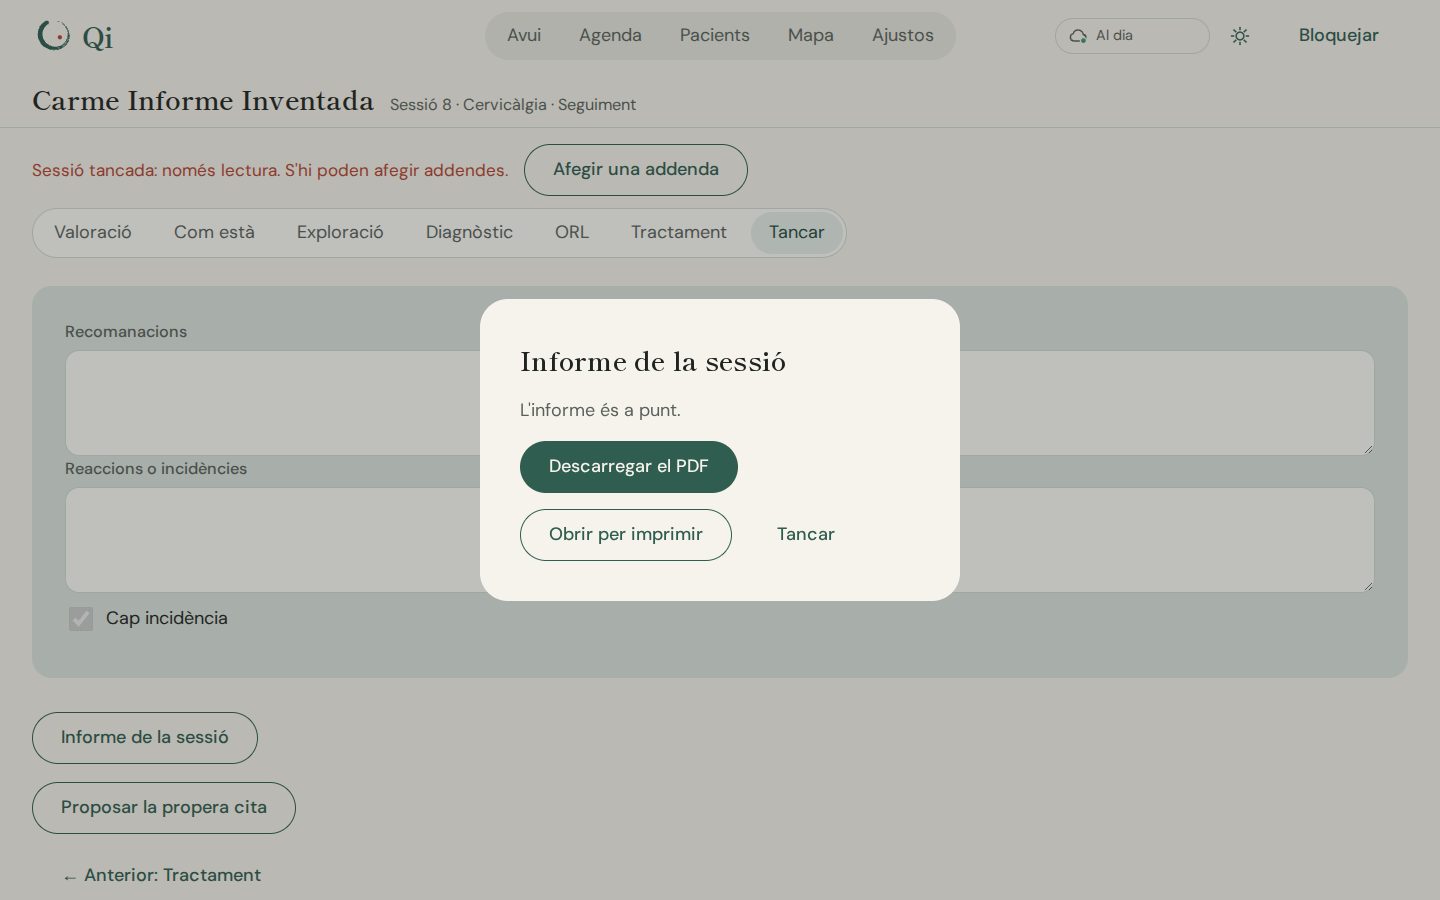 Qi
Avui Agenda Pacients Mapa Ajustos
Al dia
Bloquejar
Carme Informe Inventada Sessió 8 · Cervicàlgia · Seguiment
Sessió tancada: només lectura. S'hi poden afegir addendes. Afegir una addenda
Valoració Com està Exploració Diagnòstic ORL Tractament Tancar
Recomanacions
Reaccions o incidències
Cap incidència
Informe de la sessió
L'informe és a punt.
Descarregar el PDF
Obrir per imprimir Tancar
Informe de la sessió
Proposar la propera cita
← Anterior: Tractament